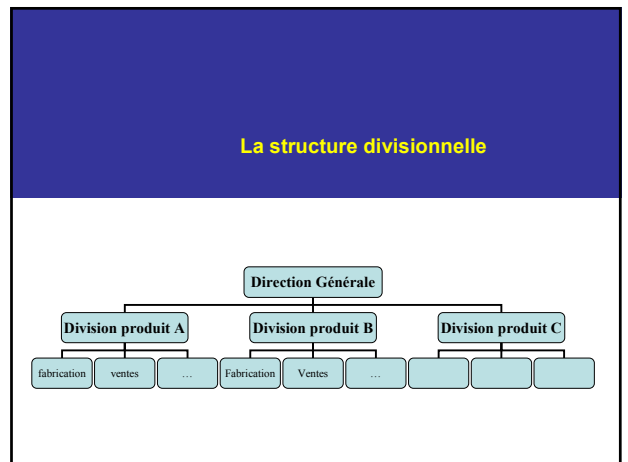 La structure divisionnelle
Direction Générale
Division produit A
Division produit B
Division produit C
fabrication
ventes
…
Fabrication
Ventes
…